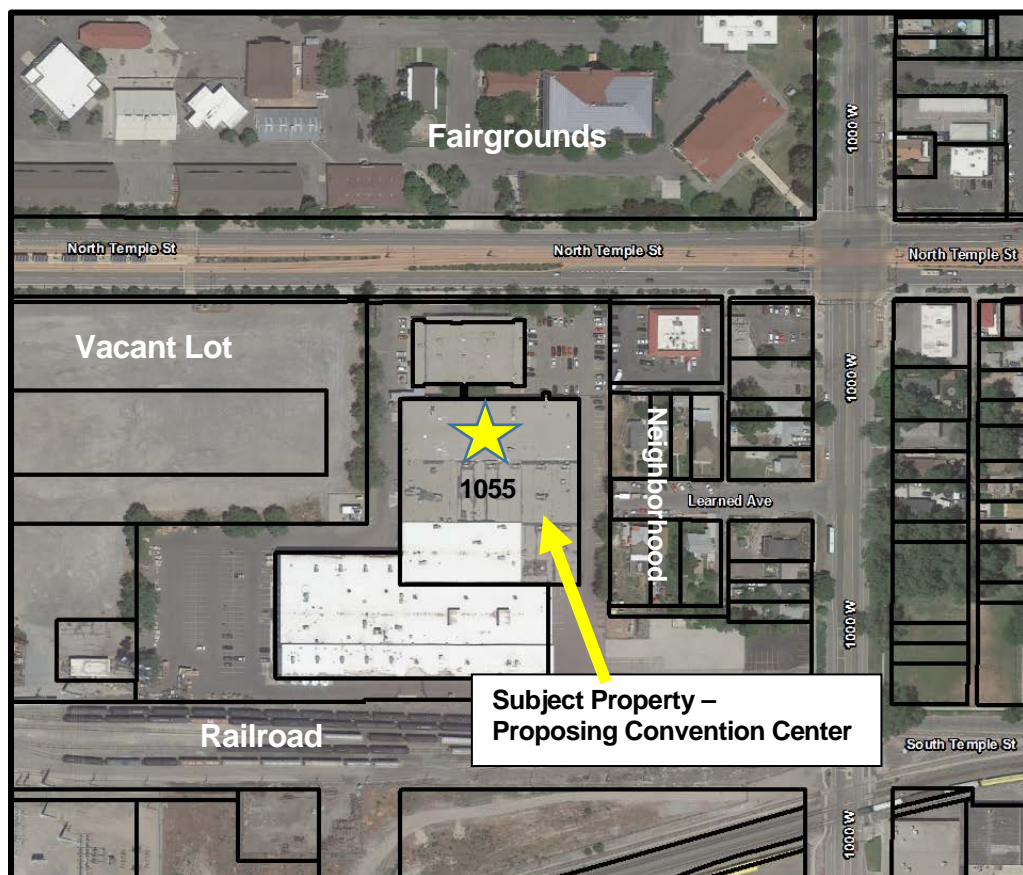 Fairgrounds
1000 W
North Temple St
North Temple St
North Temple St
Vacant Lot
1000 W
Neighborhood
1055
Learned Ave
1000 W
Subject Property –
Proposing Convention Center
Railroad
South Temple St
1000 W